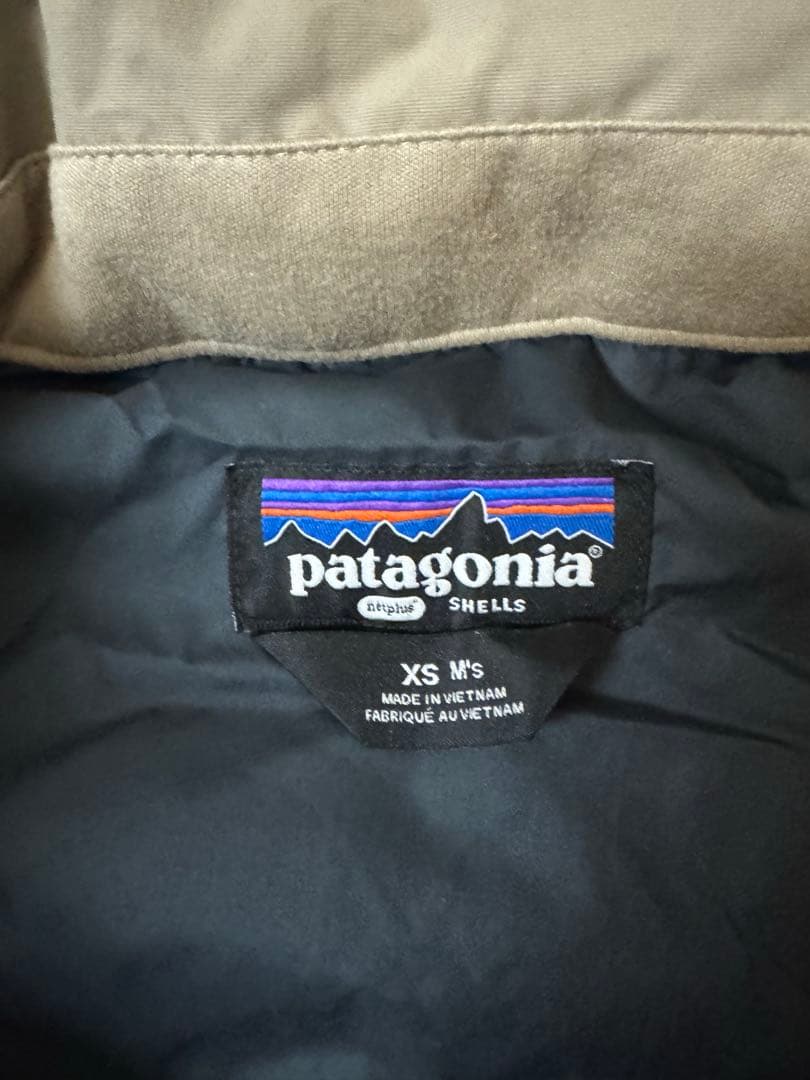 patagonia®
netplus® SHELLS
XS M's
MADE IN VIETNAM
FABRIQUÉ AU VIETNAM